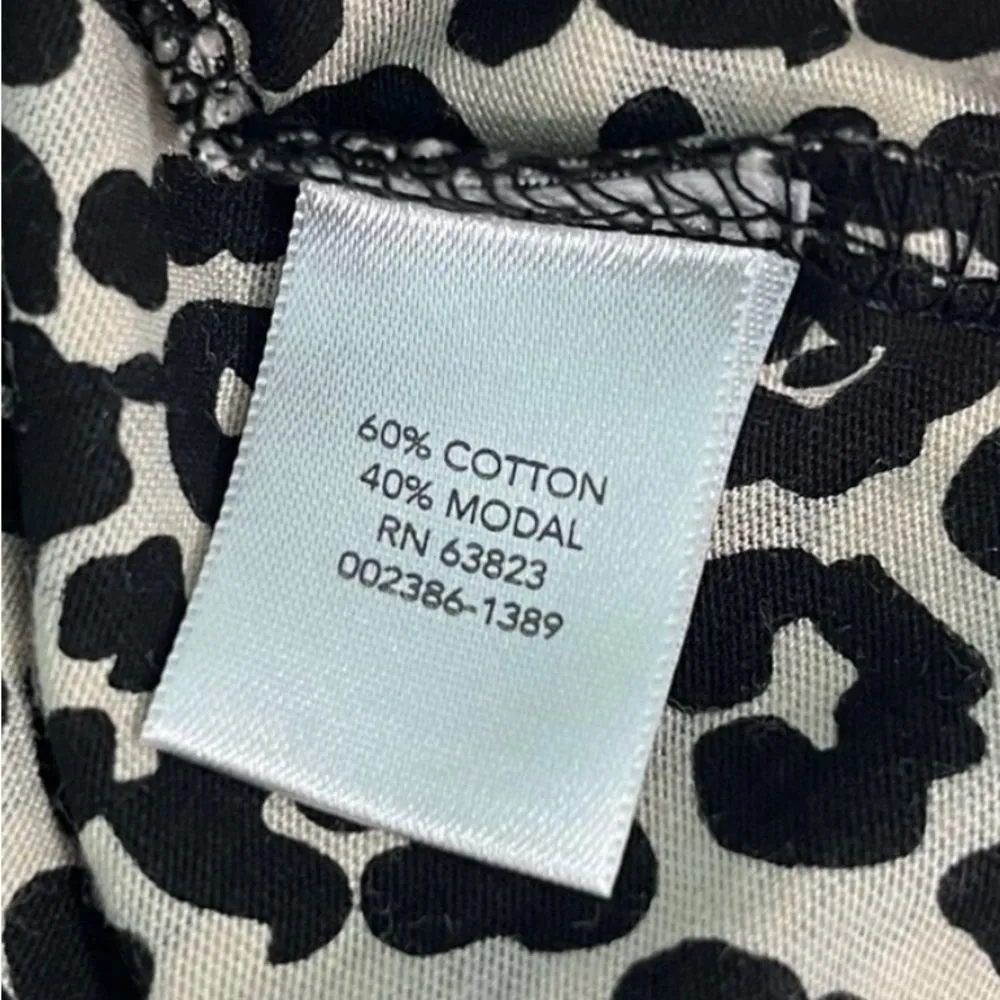 60% COTTON
40% MODAL
RN 63823
002386-1389